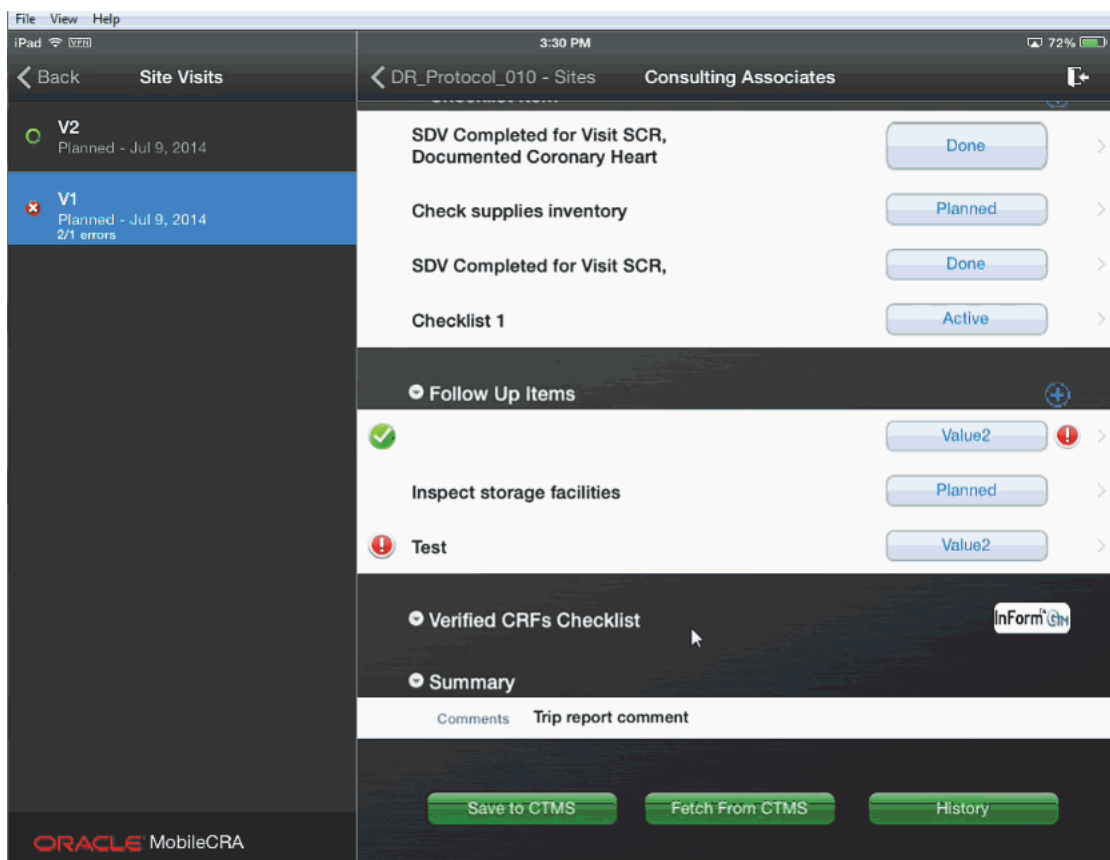 File View Help
iPad VPN 3:30 PM 72%
Back Site Visits DR_Protocol_010 - Sites Consulting Associates
Checklist Item
V2
Planned - Jul 9, 2014
V1
Planned - Jul 9, 2014
2/1 errors
SDV Completed for Visit SCR,
Documented Coronary Heart Done
Check supplies inventory Planned
SDV Completed for Visit SCR, Done
Checklist 1 Active
Follow Up Items
Value2
Inspect storage facilities Planned
Test Value2
Verified CRFs Checklist InForm
Summary
Comments Trip report comment
Save to CTMS Fetch From CTMS History
ORACLE MobileCRA